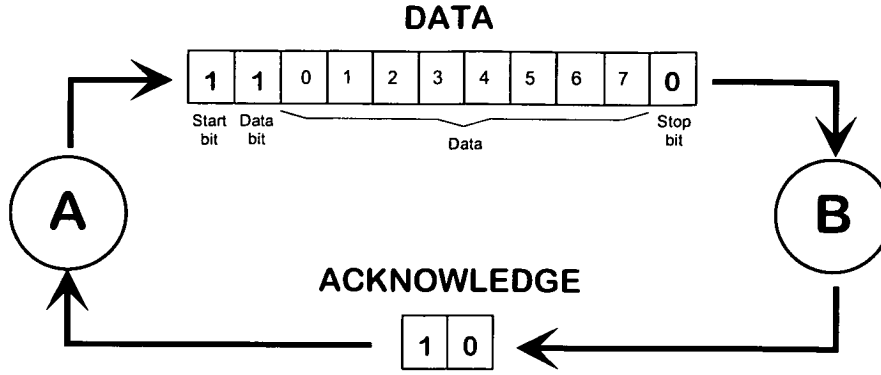 DATA
1 1 0 1 2 3 4 5 6 7 0
Start Data Stop
bit bit Data bit
A B
ACKNOWLEDGE
1 0